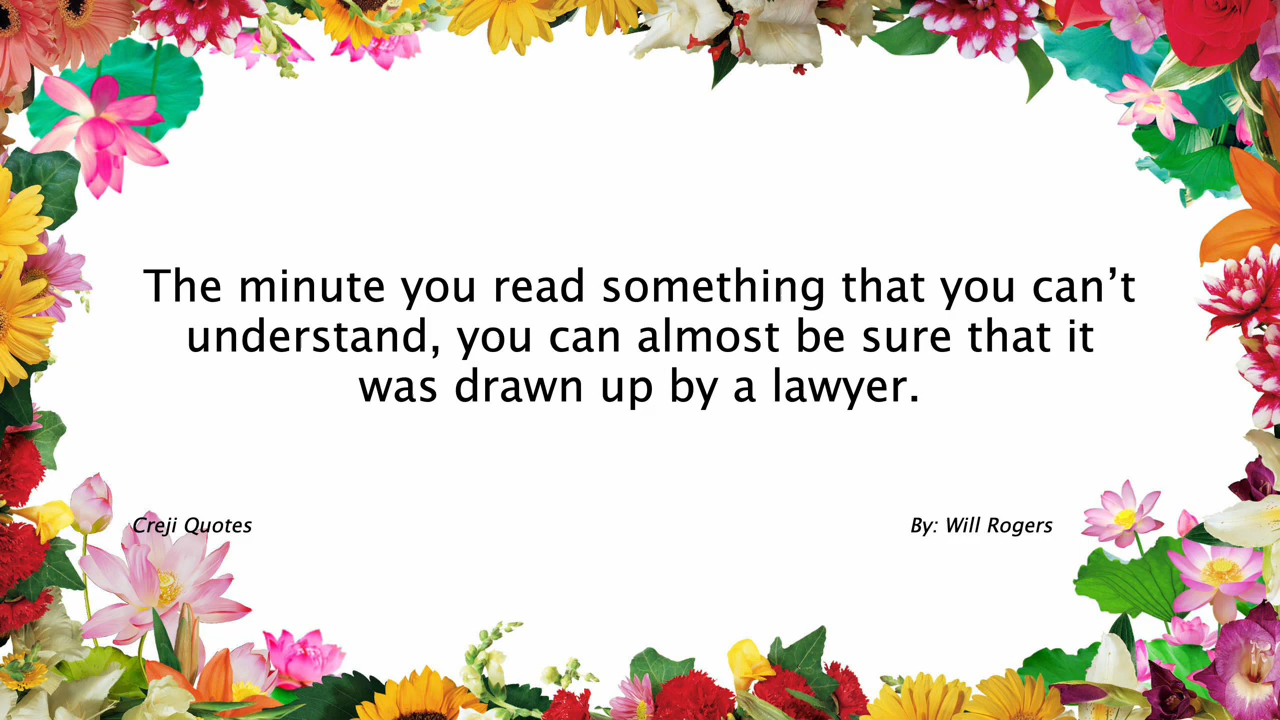 The minute you read something that you can’t
understand, you can almost be sure that it
was drawn up by a lawyer.
Creji Quotes
By: Will Rogers